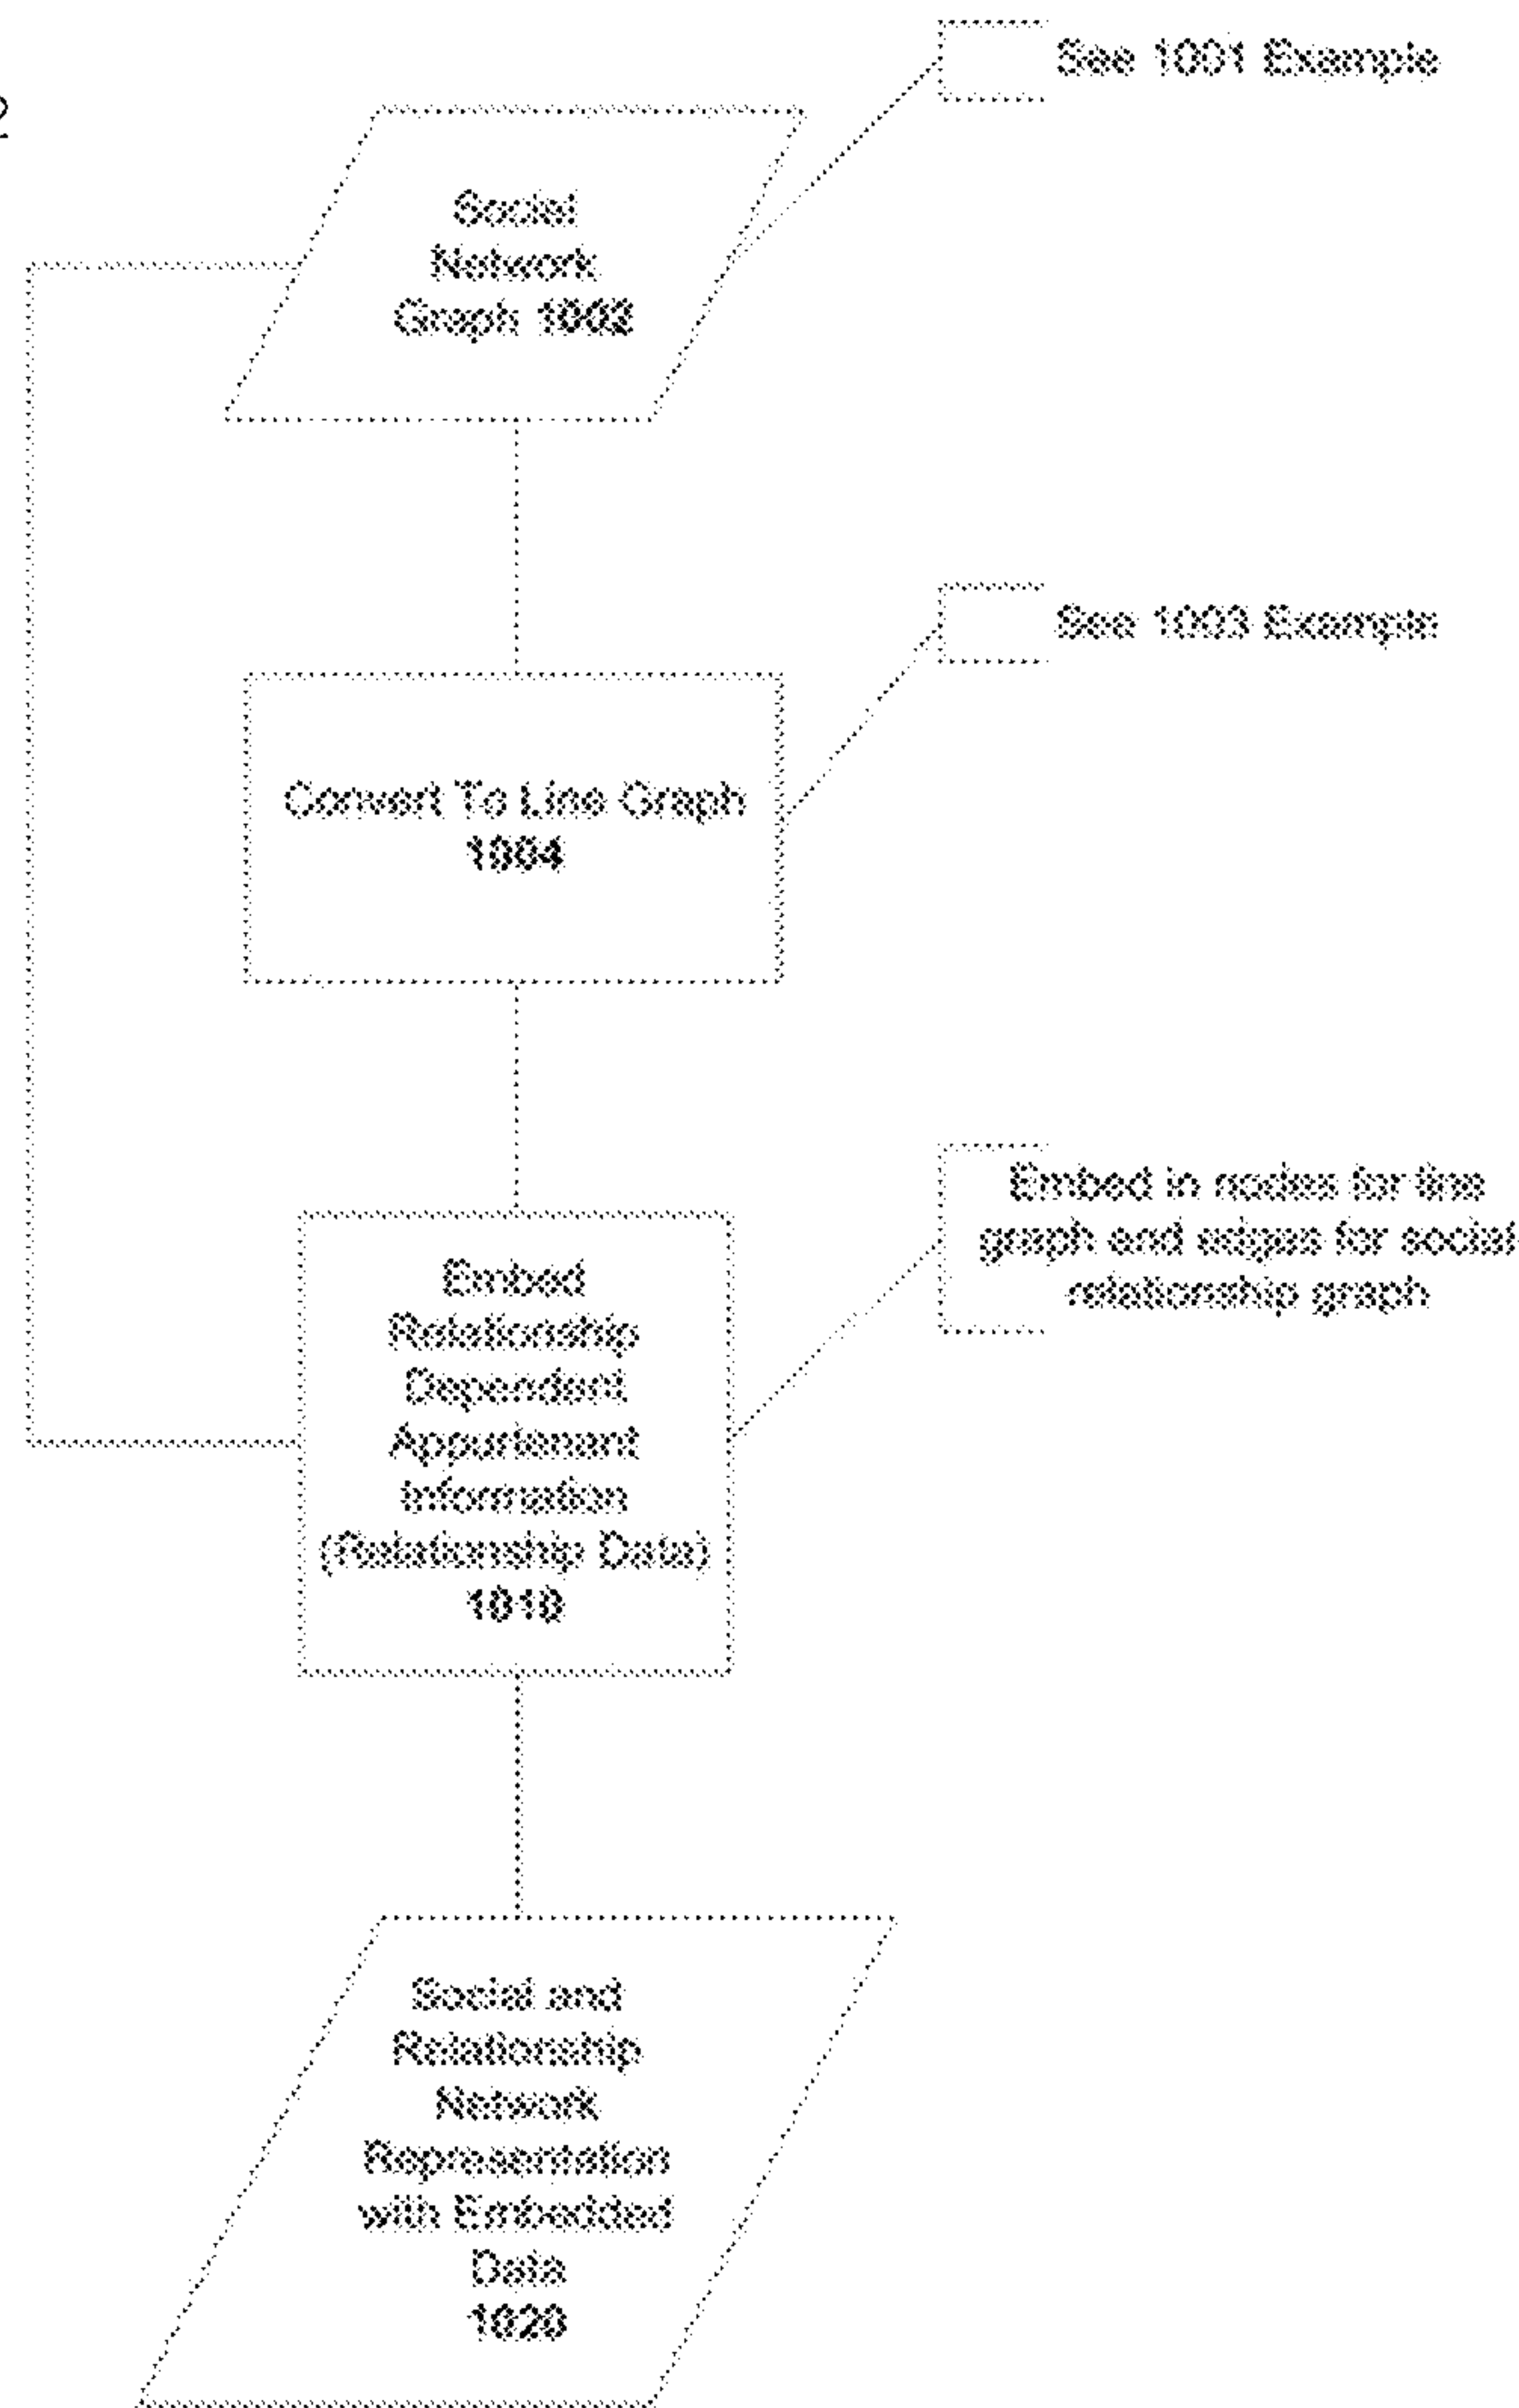 2
See 1001 Example
Social
Network
Graph 1002
See 1003 Example
Convert To Line Graph
1004
Embed in nodes for line
graph and edges for social
relationship graph
Embed
Relationship
Dependent
Appurtenant
Information
(Relationship Data)
1010
Social and
Relationship
Network
Representation
with Embedded
Data
1020